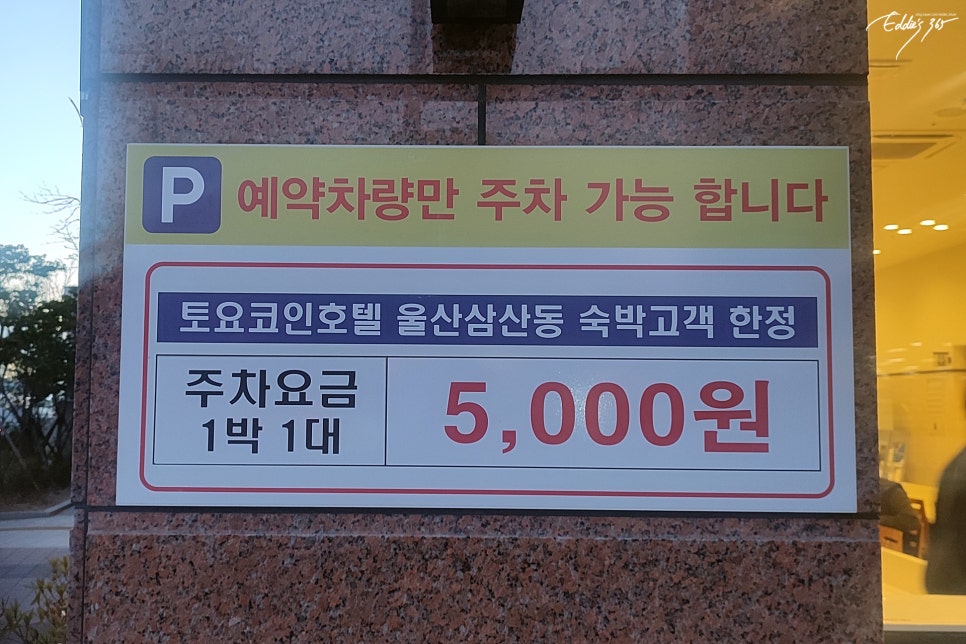 Eddie's 365
P 예약차량만 주차 가능 합니다
토요코인호텔 울산삼산동 숙박고객 한정
주차요금
1박 1대
5,000원